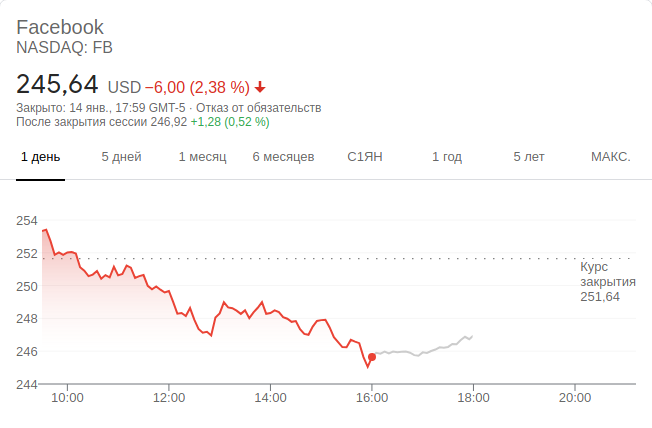 Facebook
NASDAQ: FB
245,64 USD −6,00 (2,38 %)
Закрыто: 14 янв., 17:59 GMT-5 · Отказ от обязательств
После закрытия сессии 246,92 +1,28 (0,52 %)
1 день 5 дней 1 месяц 6 месяцев С1ЯН 1 год 5 лет МАКС.
254
252
Курс
закрытия
250
251,64
248
246
244
10:00 12:00 14:00 16:00 18:00 20:00